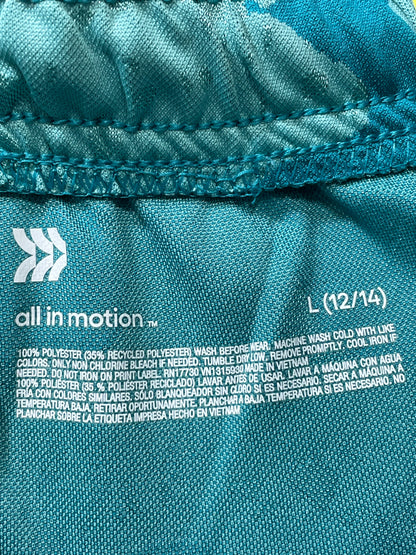 all in motion™
L (12/14)
100% POLYESTER (35% RECYCLED POLYESTER) WASH BEFORE WEAR. MACHINE WASH COLD WITH LIKE
COLORS. ONLY NON CHLORINE BLEACH IF NEEDED. TUMBLE DRY LOW. REMOVE PROMPTLY. COOL IRON IF
NEEDED. DO NOT IRON ON PRINT LABEL: RN17730 VN1315930 MADE IN VIETNAM
100% POLIÉSTER (35 % POLIÉSTER RECICLADO) LAVAR ANTES DE USAR. LAVAR A MÁQUINA CON AGUA
FRÍA CON COLORES SIMILARES. SÓLO BLANQUEADOR SIN CLORO SI ES NECESARIO. SECAR A MÁQUINA A
TEMPERATURA BAJA. RETIRAR OPORTUNAMENTE. PLANCHAR A BAJA TEMPERATURA SI ES NECESARIO. NO
PLANCHAR SOBRE LA ETIQUETA IMPRESA HECHO EN VIETNAM